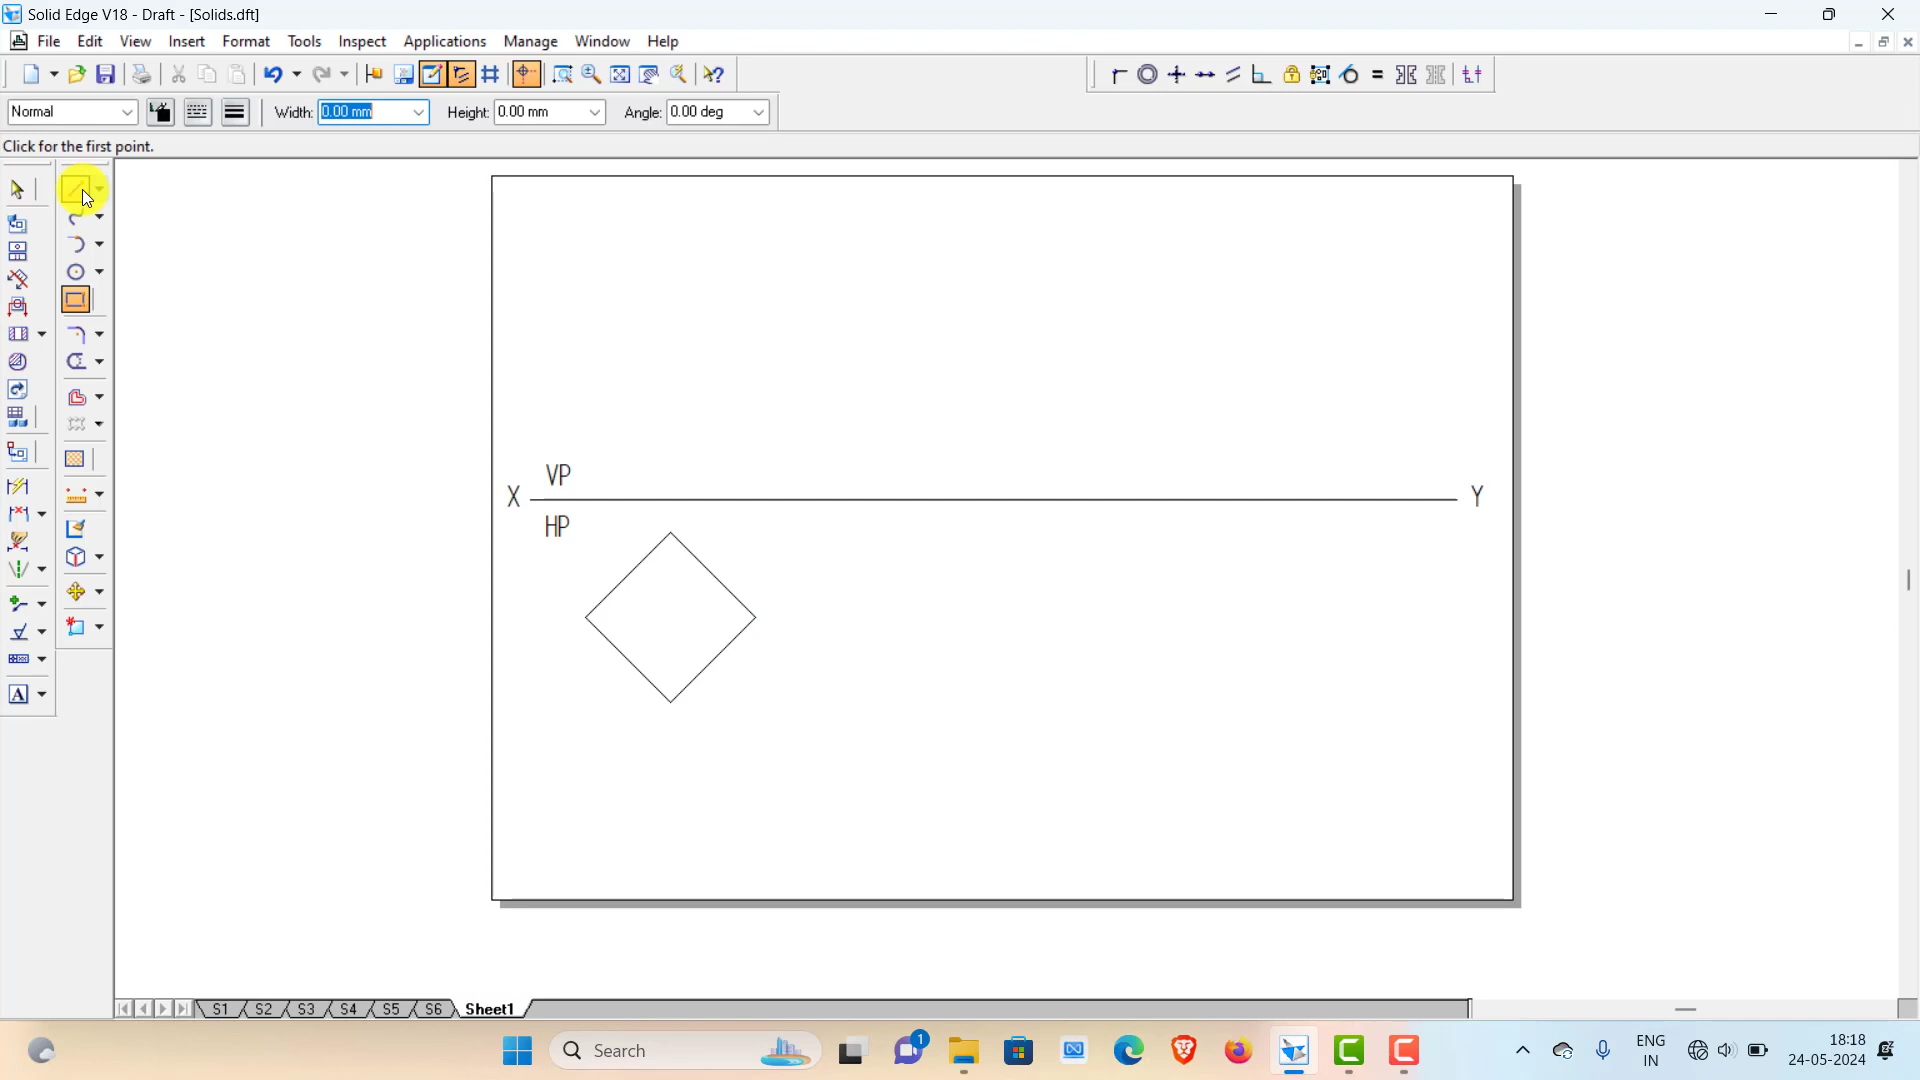 Solid Edge V18 - Draft - [Solids.dft]
File Edit View Insert Format Tools Inspect Applications Manage Window Help
Normal Width: 0.00 mm Height: 0.00 mm Angle: 0.00 deg
Click for the first point.
VP
X Y
HP
A
S1 S2 S3 S4 S5 S6 Sheet1
Search 1 ENG IN 18:18 24-05-2024